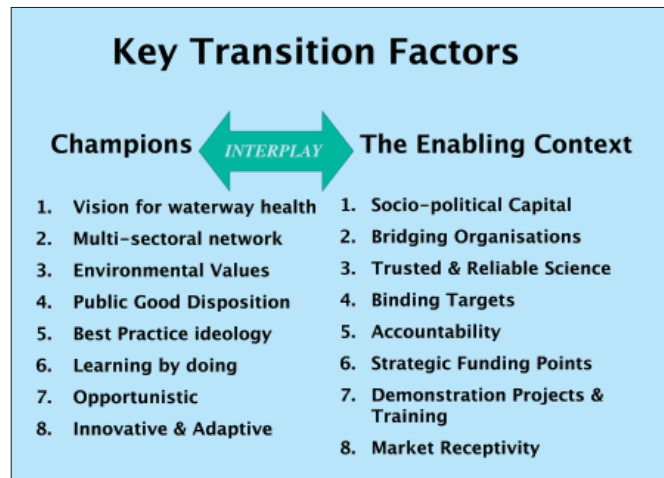 Key Transition Factors
Champions
INTERPLAY
The Enabling Context
1. Vision for waterway health
2. Multi-sectoral network
3. Environmental Values
4. Public Good Disposition
5. Best Practice ideology
6. Learning by doing
7. Opportunistic
8. Innovative & Adaptive
1. Socio-political Capital
2. Bridging Organisations
3. Trusted & Reliable Science
4. Binding Targets
5. Accountability
6. Strategic Funding Points
7. Demonstration Projects &
Training
8. Market Receptivity